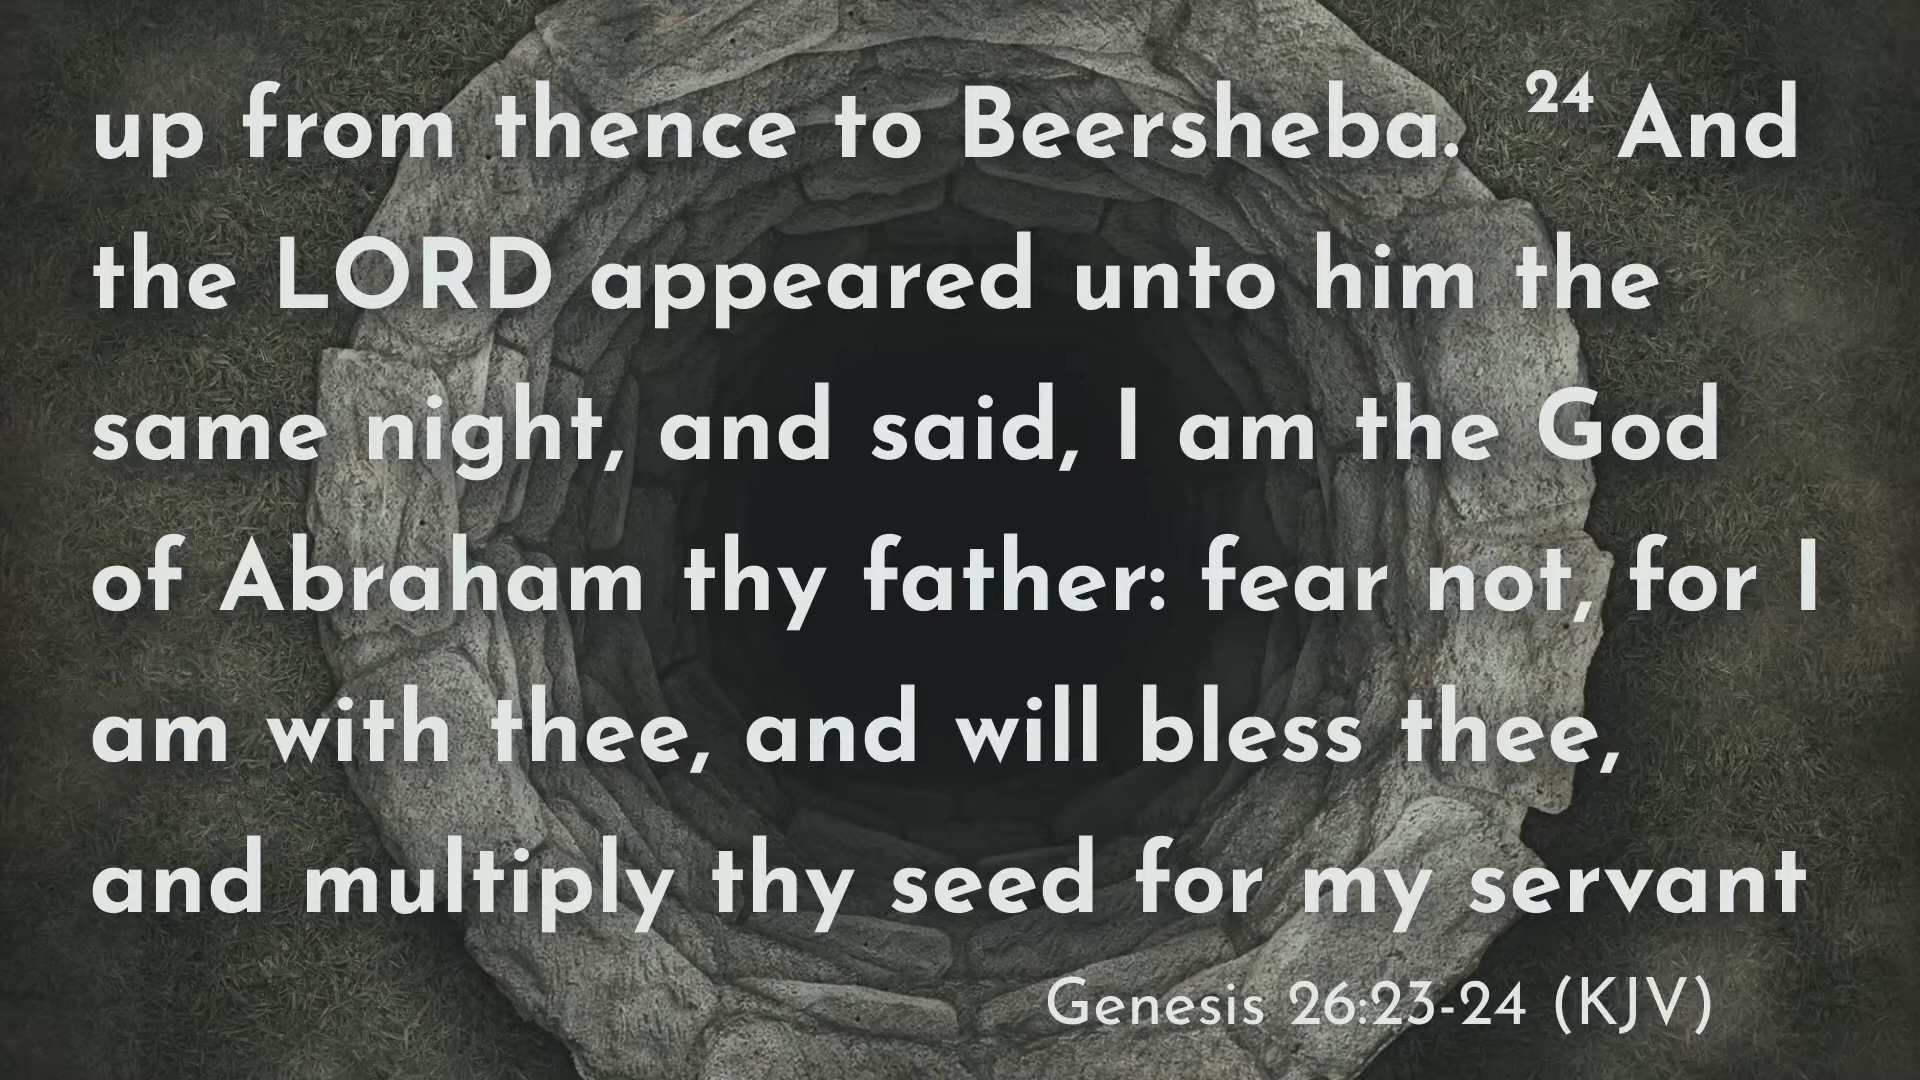 up from thence to Beersheba. 24 And
the LORD appeared unto him the
same night, and said, I am the God
of Abraham thy father: fear not, for I
am with thee, and will bless thee,
and multiply thy seed for my servant
Genesis 26:23-24 (KJV)